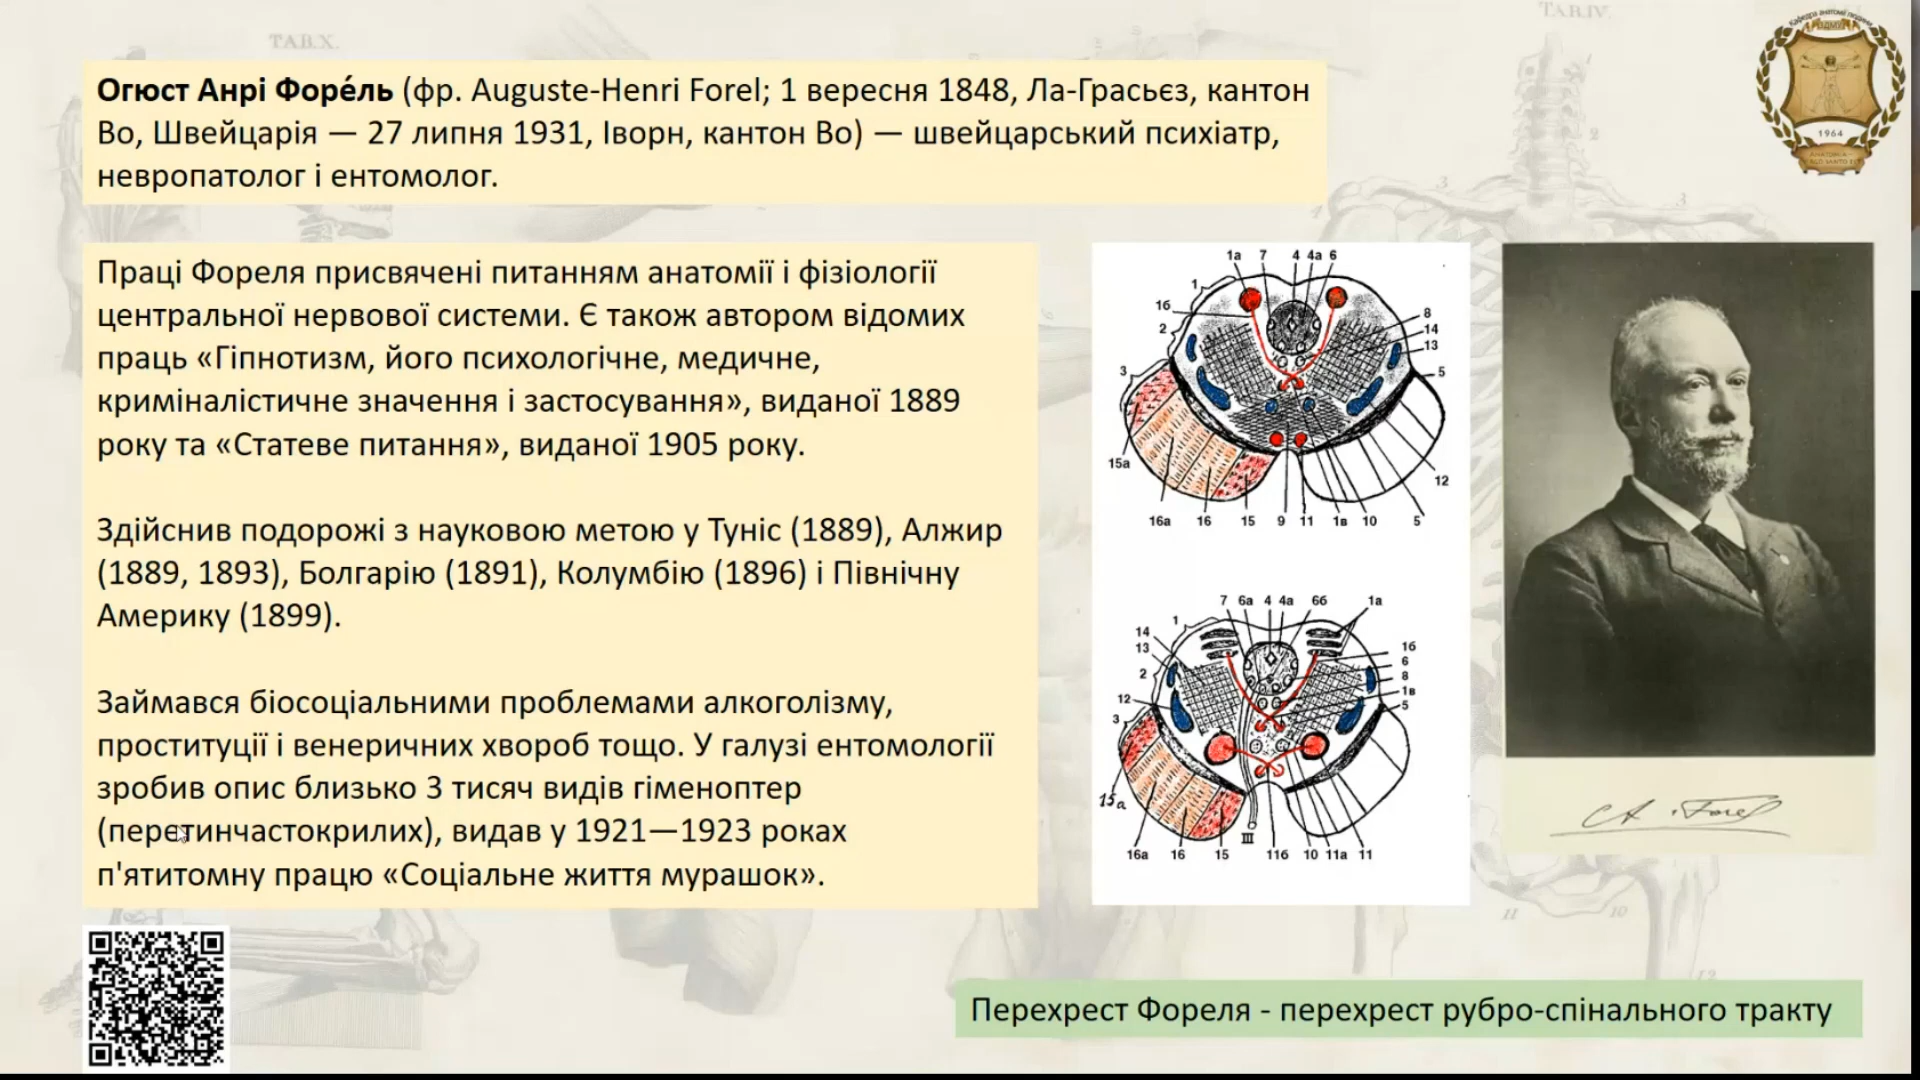 ТАВ.Х.
TAB.IV.
Огюст Анрі Форе́ль (фр. Auguste-Henri Forel; 1 вересня 1848, Ла-Грасьєз, кантон
Во, Швейцарія — 27 липня 1931, Іворн, кантон Во) — швейцарський психіатр,
невропатолог і ентомолог.
1964
Праці Фореля присвячені питанням анатомії і фізіології
центральної нервової системи. Є також автором відомих
праць «Гіпнотизм, його психологічне, медичне,
криміналістичне значення і застосування», виданої 1889
року та «Статеве питання», виданої 1905 року.
Здійснив подорожі з науковою метою у Туніс (1889), Алжир
(1889, 1893), Болгарію (1891), Колумбію (1896) і Північну
Америку (1899).
Займався біосоціальними проблемами алкоголізму,
проституції і венеричних хвороб тощо. У галузі ентомології
зробив опис близько 3 тисяч видів гіменоптер
(перетинчастокрилих), видав у 1921—1923 роках
п'ятитомну працю «Соціальне життя мурашок».
1а 7 4 4а 6
1
1б
2
3
8
14
13
5
15а
12
16а 16 15 9 11 1в 10 5
7 6а 4 4а 6б 1а
1
14
13
2
12
3
1б
6
8
1в
5
15а
III
16а 16 15 11б 10 11а 11
A. Forel
Перехрест Фореля - перехрест рубро-спінального тракту